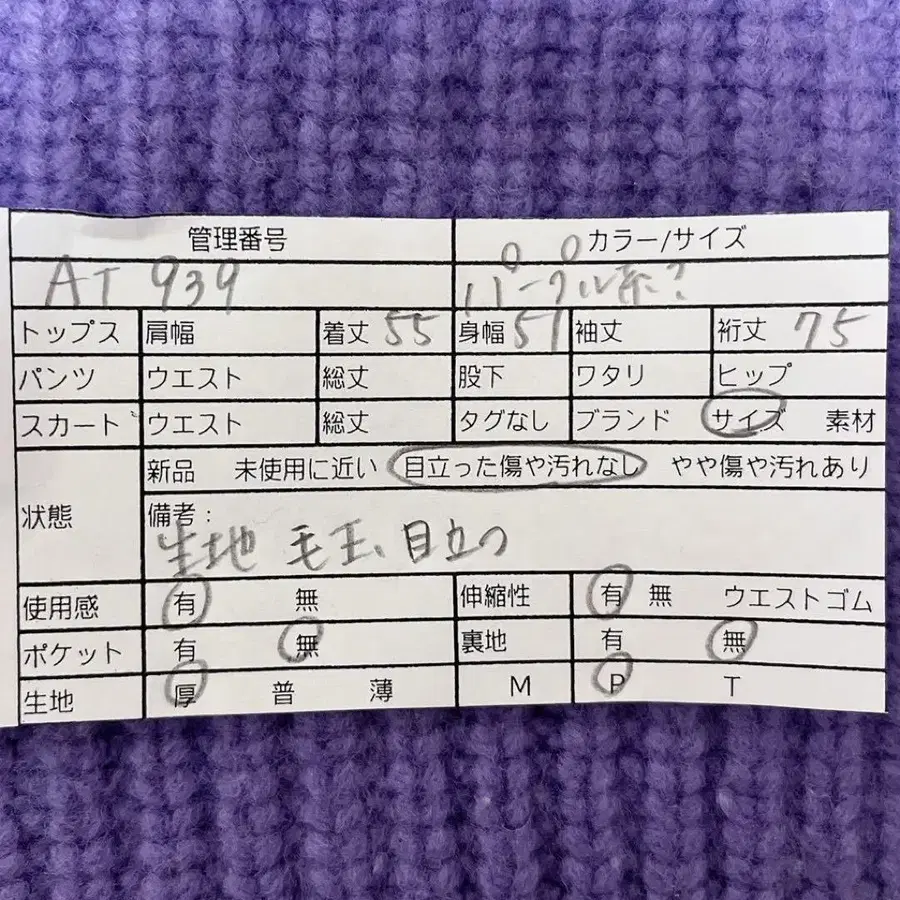 管理番号 カラー/サイズ
AT 939 パープル系?
トップス 肩幅 着丈 55 身幅 51 袖丈 裄丈 75
パンツ ウエスト 総丈 股下 ワタリ ヒップ
スカート ウエスト 総丈 タグなし ブランド サイズ 素材
状態 新品 未使用に近い 目立った傷や汚れなし やや傷や汚れあり
備考:
生地 毛玉、目立つ
使用感 有 無 伸縮性 有 無 ウエストゴム
ポケット 有 無 裏地 有 無
生地 厚 普 薄 M P T